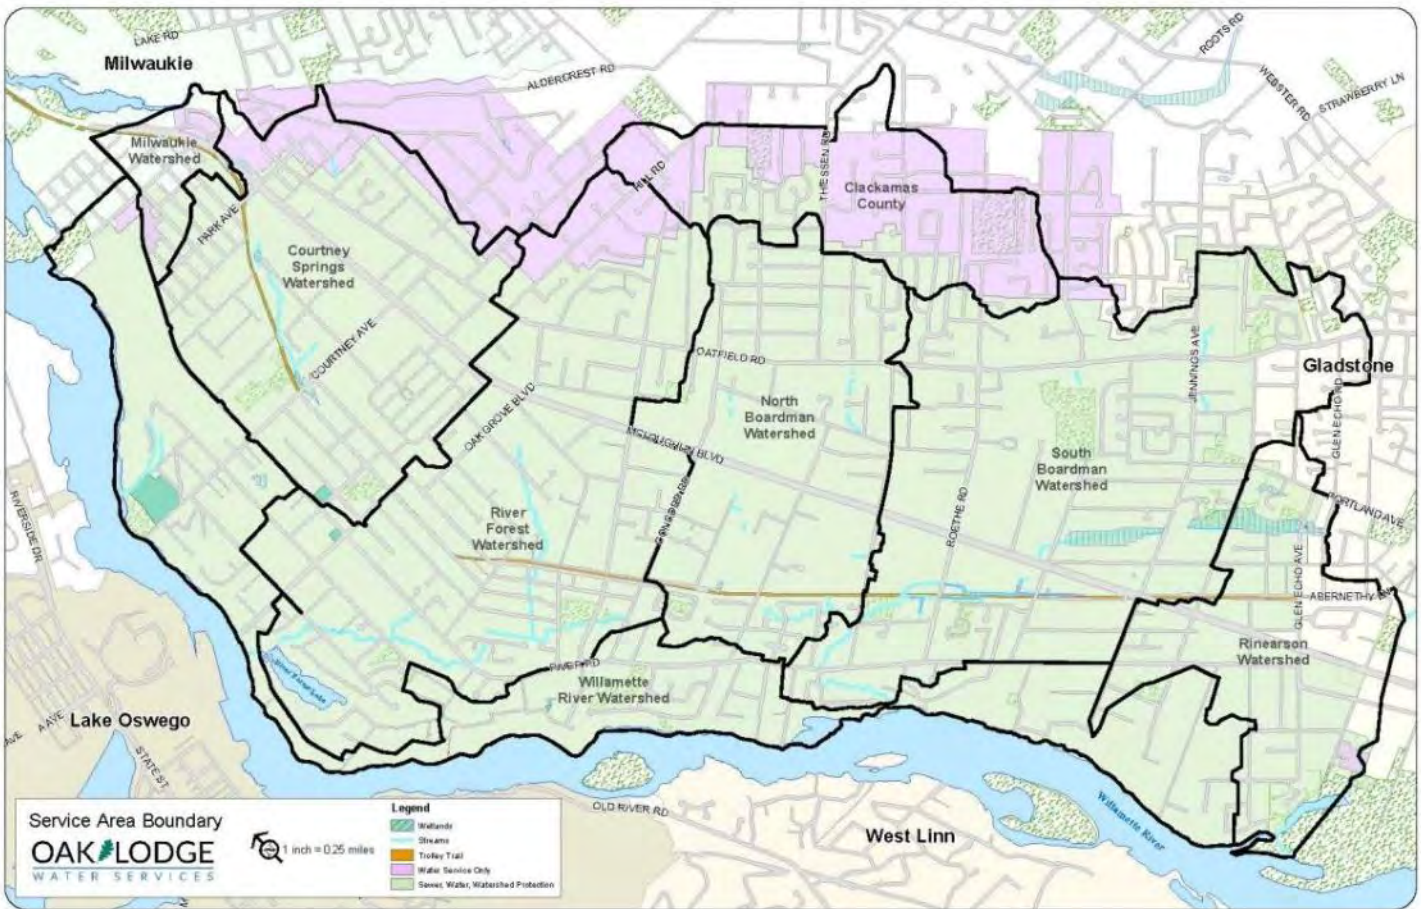 LAKE RD
Milwaukie
ALDERCREST RD
ROOTS RD
WEBSTER RD
STRAWBERRY LN
Milwaukie
Watershed
THIESSEN RD
HILL RD
Clackamas
County
PARK AVE
Courtney
Springs
Watershed
COURTNEY AVE
OATFIELD RD
JENNINGS AVE
Gladstone
GLEN ECHO RD
OAK GROVE BLVD
North
Boardman
Watershed
MCLOUGHLIN BLVD
South
Boardman
Watershed
RIVERSIDE DR
River
Forest
Watershed
ROETHE RD
PORTLAND AVE
GLEN ECHO AVE
ABERNETHY LN
Rinearson
Watershed
RIVER RD
Willamette
River Watershed
Lake Oswego
A AVE
AVE
STATE ST
OLD RIVER RD
West Linn
Willamette River
Service Area Boundary
OAK LODGE
WATER SERVICES
1 inch = 0.25 miles
Legend
Wetlands
Streams
Trolley Trail
Water Service Only
Sewer, Water, Watershed Protection